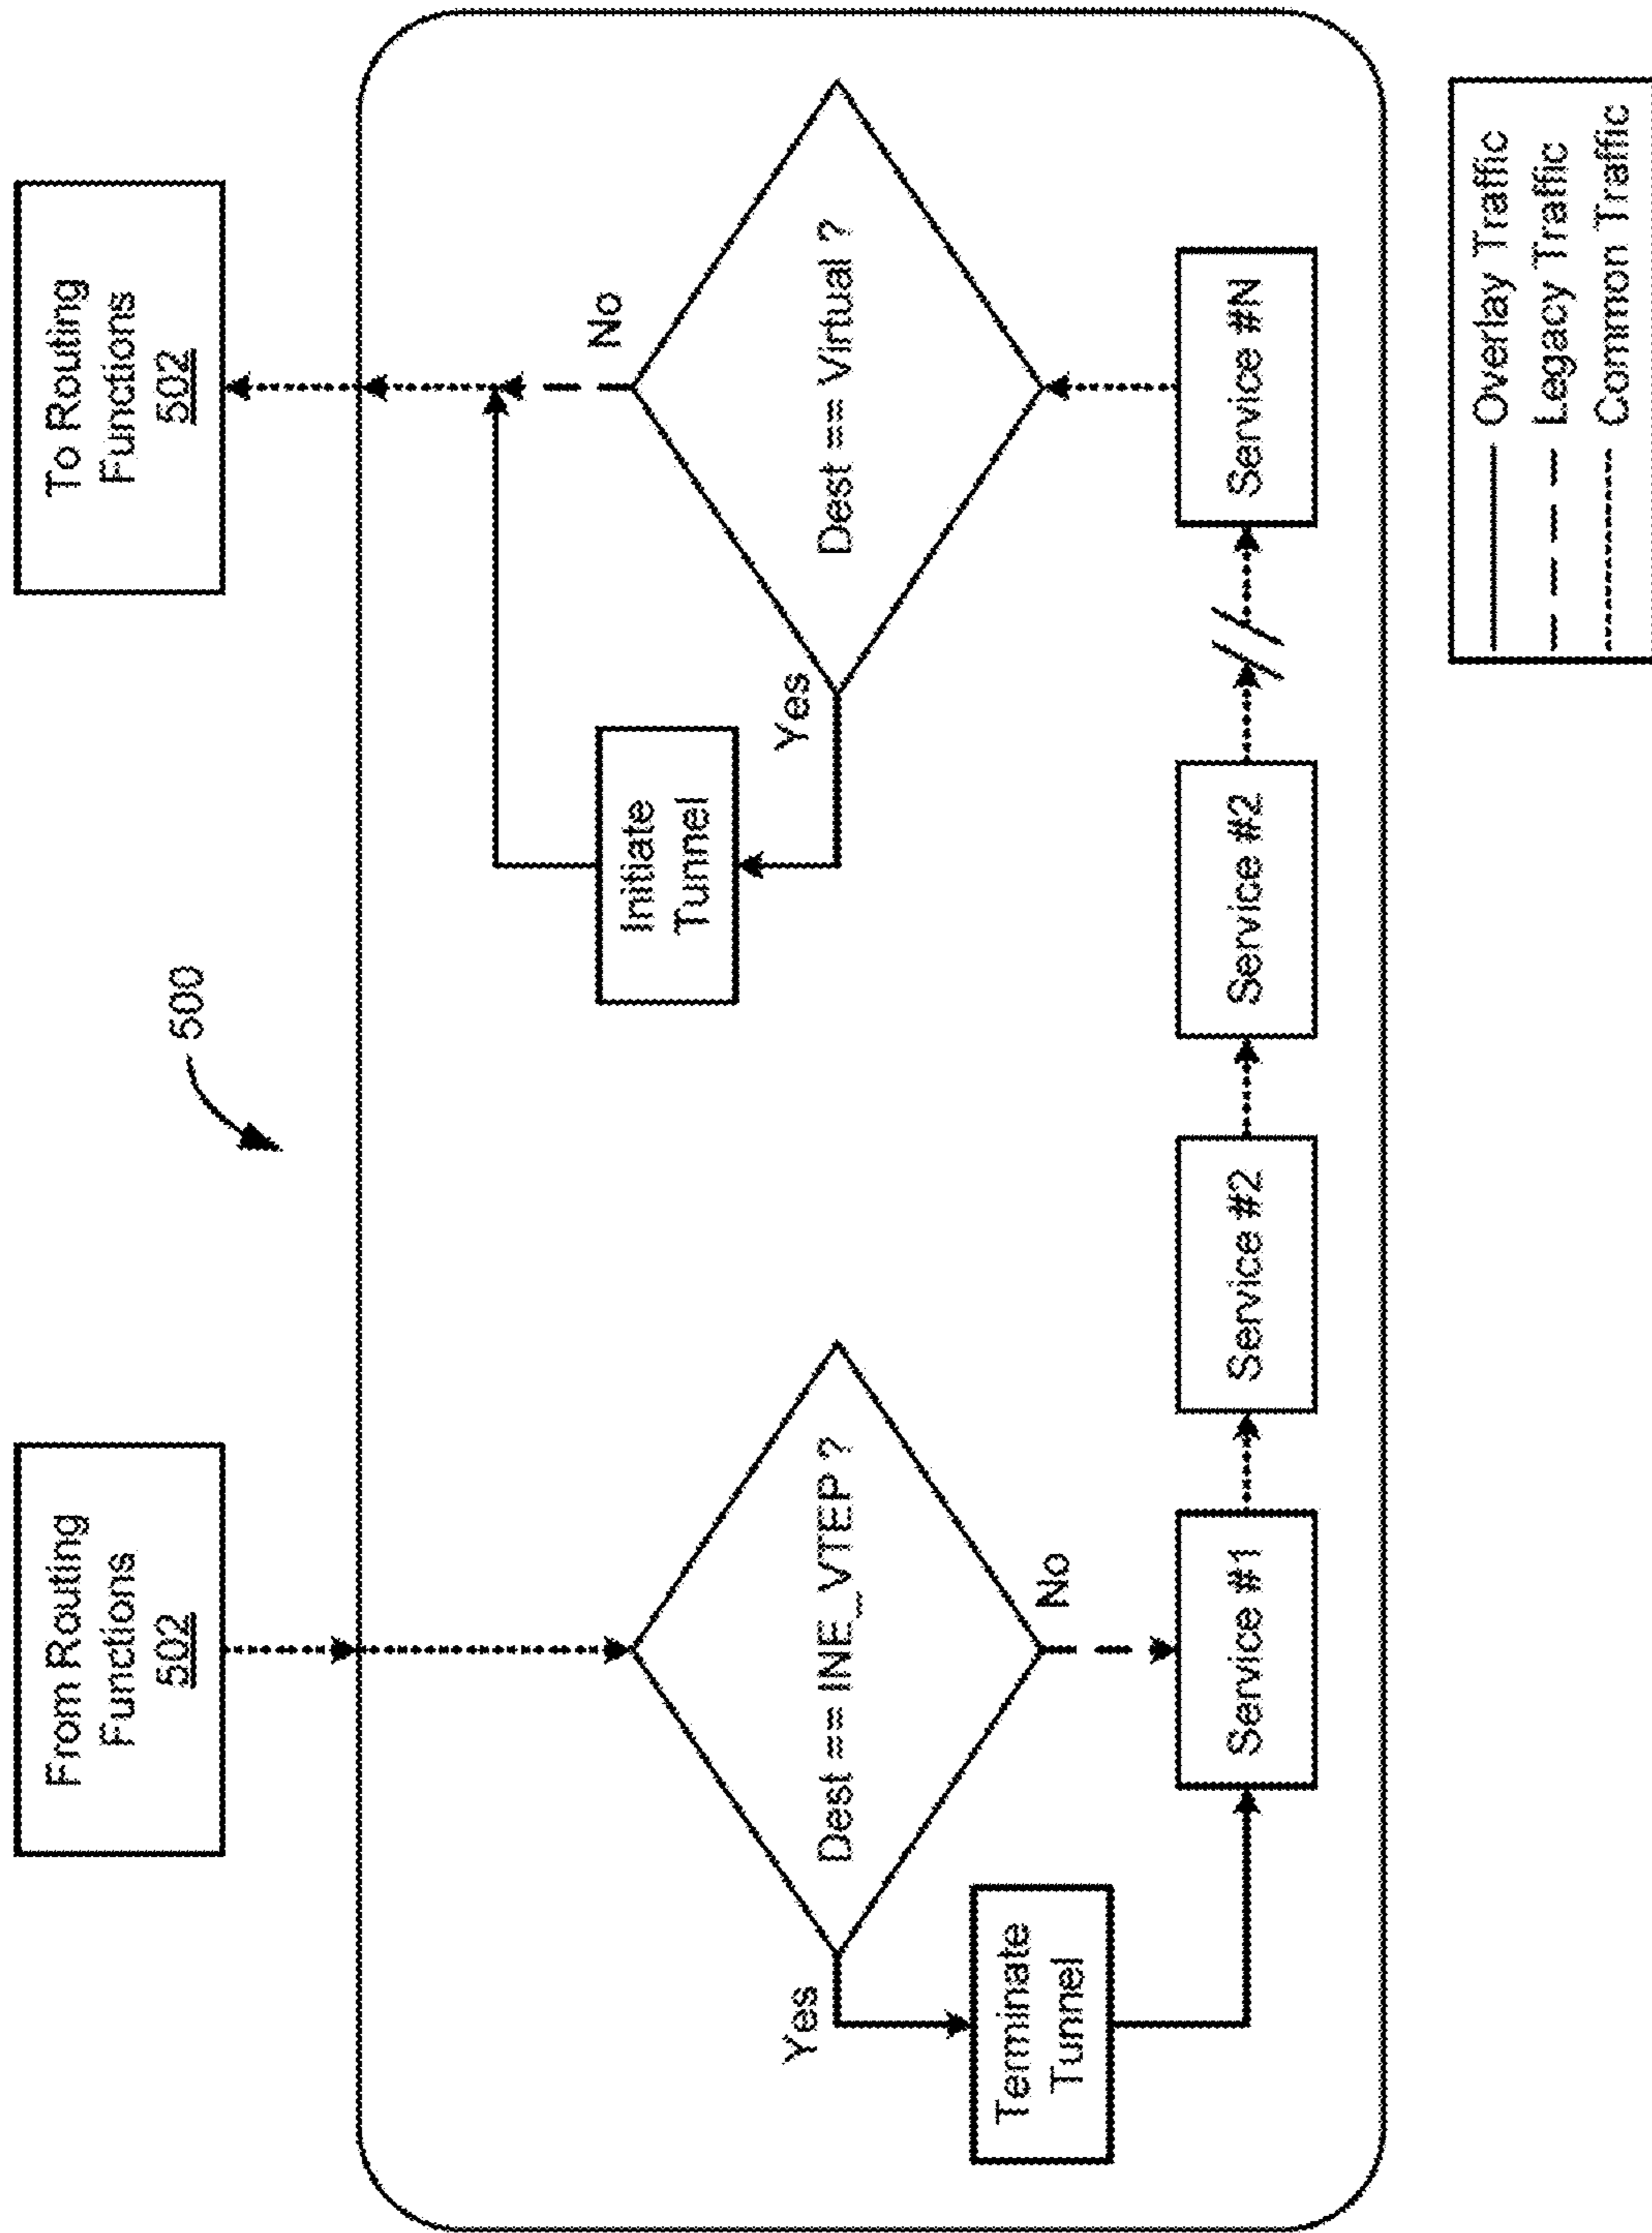 500
From Routing
Functions
502
To Routing
Functions
502
Dest == INE_VTEP ?
Yes
No
Terminate
Tunnel
Service #1
Service #2
Service #2
Service #N
Dest == Virtual ?
Yes
No
Initiate
Tunnel
Overlay Traffic
Legacy Traffic
Common Traffic